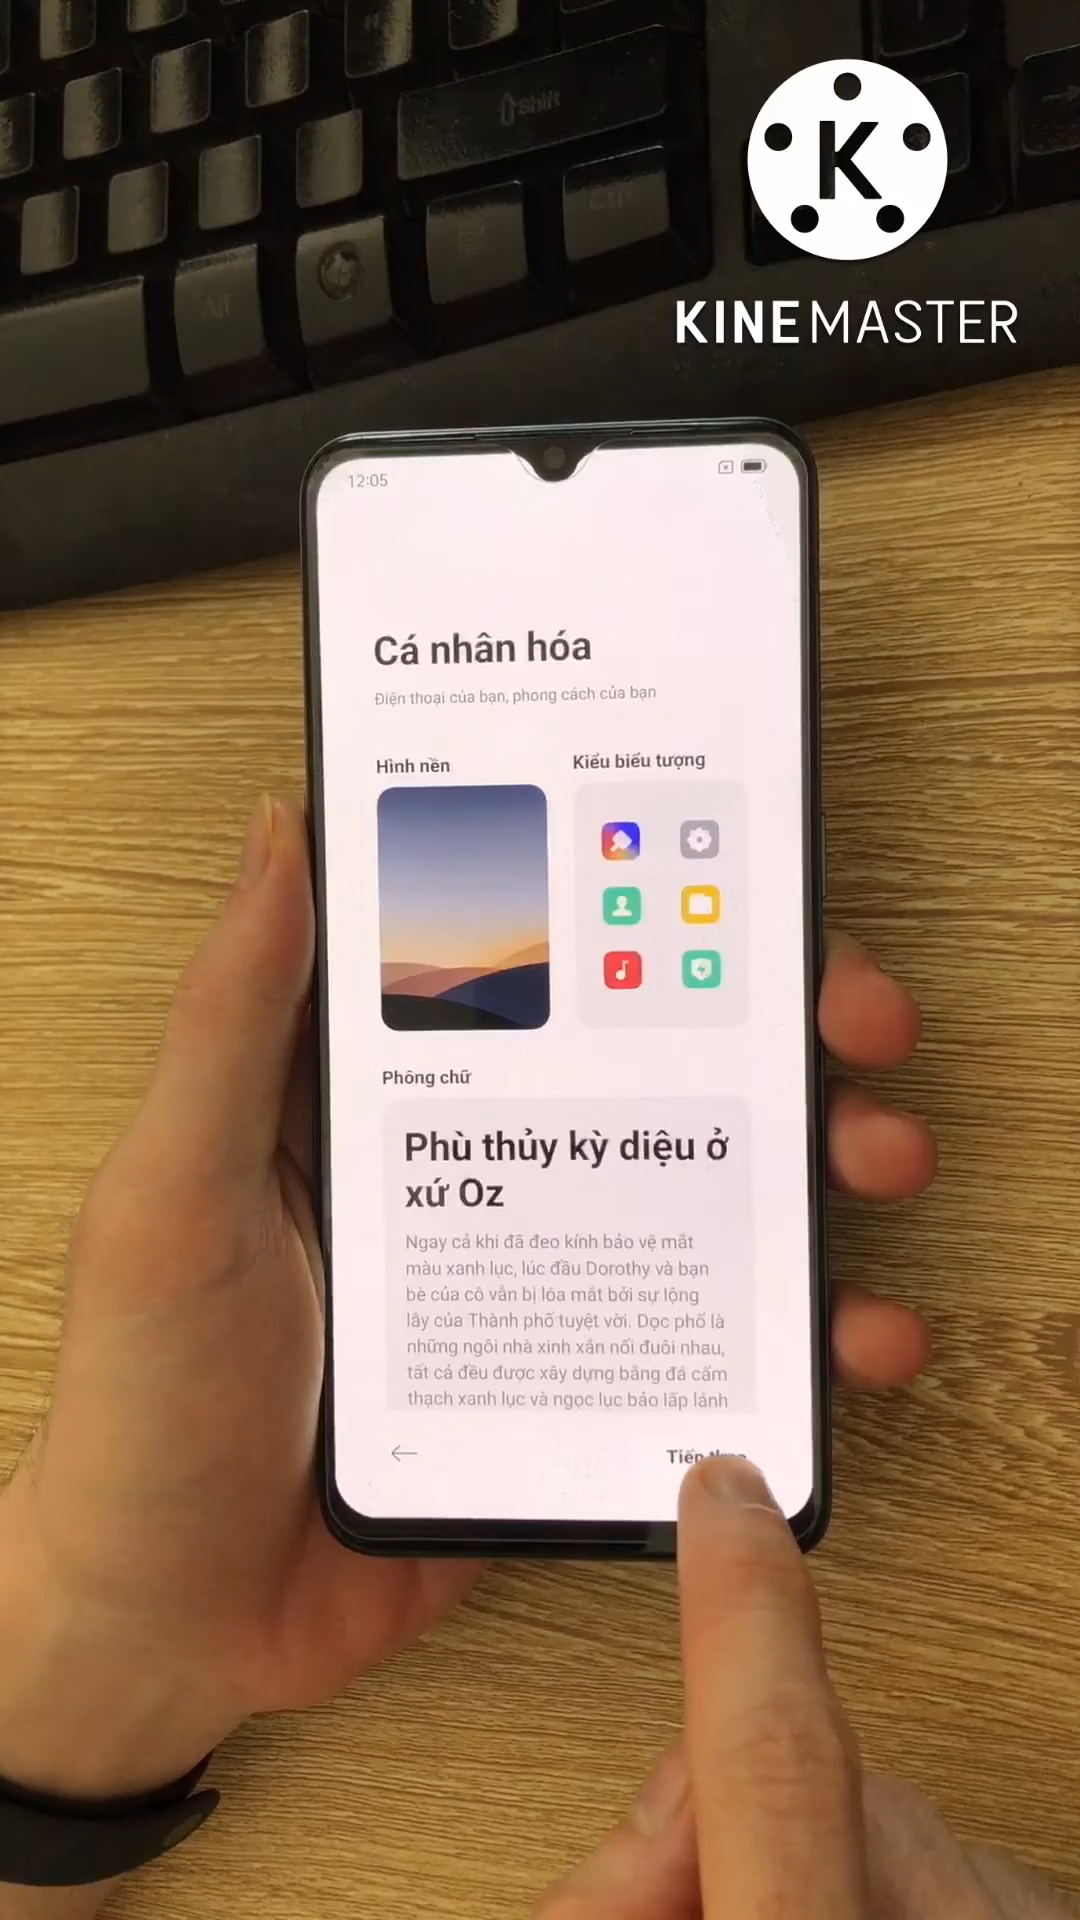 Shift
Alt
Ctrl
K
KINEMASTER
12:05
Cá nhân hóa
Điện thoại của bạn, phong cách của bạn
Hình nền
Kiểu biểu tượng
Phông chữ
Phù thủy kỳ diệu ở
xứ Oz
Ngay cả khi đã đeo kính bảo vệ mắt
màu xanh lục, lúc đầu Dorothy và bạn
bè của cô vẫn bị lóa mắt bởi sự lộng
lẫy của Thành phố tuyệt vời. Dọc phố là
những ngôi nhà xinh xắn nối đuôi nhau,
tất cả đều được xây dựng bằng đá cẩm
thạch xanh lục và ngọc lục bảo lấp lánh
Tiếp